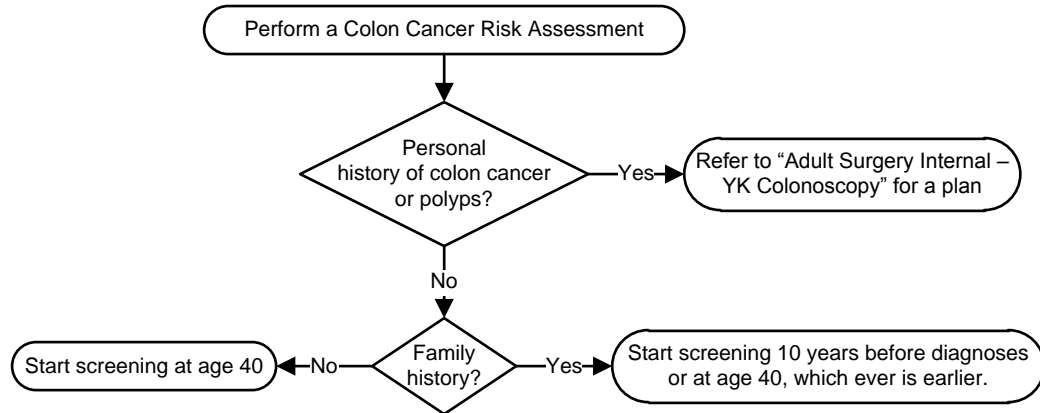 Perform a Colon Cancer Risk Assessment
Personal
history of colon cancer
or polyps?
Yes
Refer to “Adult Surgery Internal –
YK Colonoscopy” for a plan
No
Start screening at age 40
No
Family
history?
Yes
Start screening 10 years before diagnoses
or at age 40, which ever is earlier.